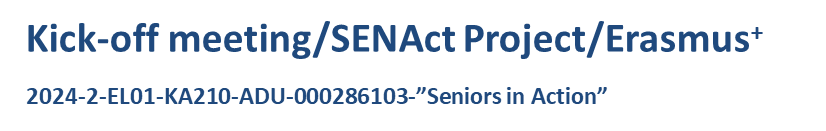 Kick-off meeting/SENAct Project/Erasmus+
2024-2-EL01-KA210-ADU-000286103-”Seniors in Action”